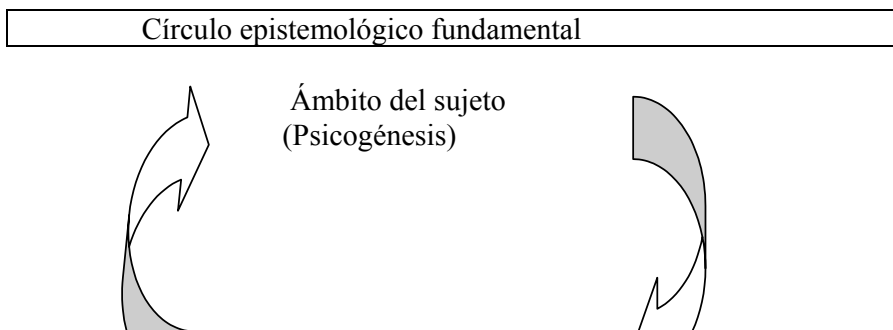 Círculo epistemológico fundamental
Ámbito del sujeto
(Psicogénesis)